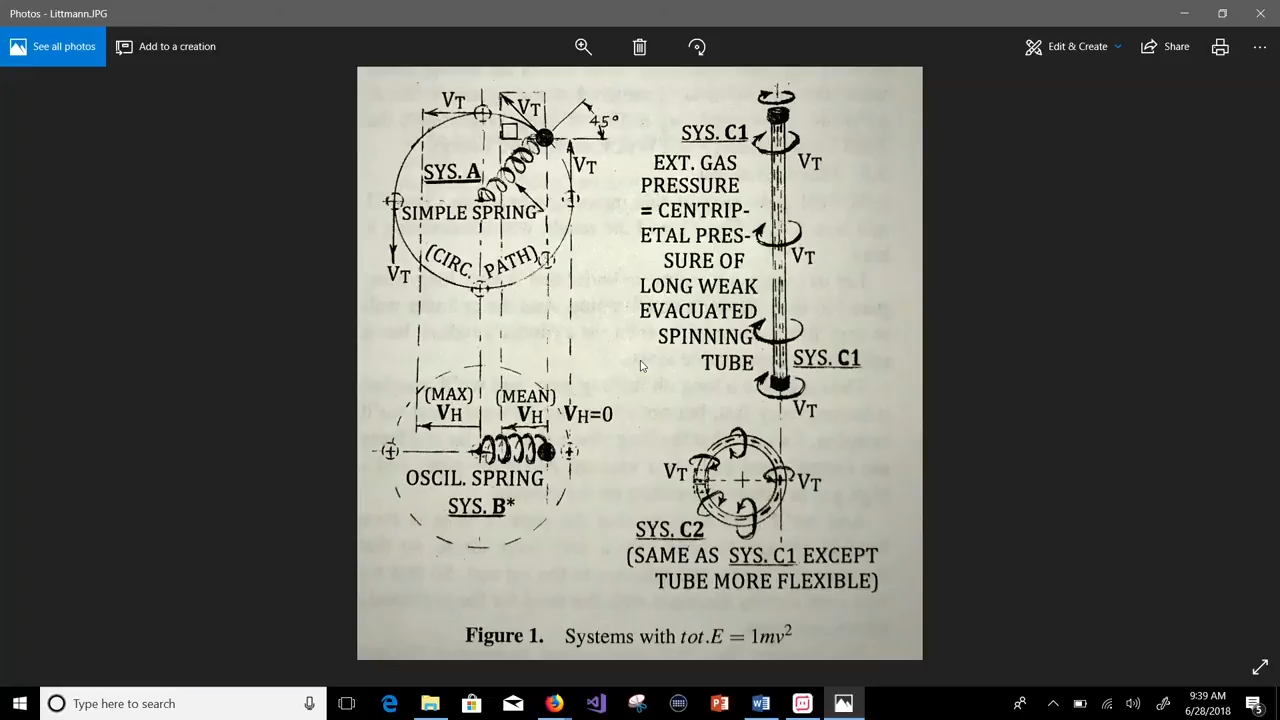 Photos - Littmann.JPG
See all photos
Add to a creation
Edit & Create
Share
VT
VT
45°
VT
SYS. A
SIMPLE SPRING
(CIRC. PATH)
VT
(MAX)
VH
(MEAN)
VH
VH=0
OSCIL. SPRING
SYS. B*
SYS. C1
VT
EXT. GAS
PRESSURE
= CENTRIP-
ETAL PRES-
SURE OF
LONG WEAK
EVACUATED
SPINNING
TUBE
VT
SYS. C1
VT
VT
VT
SYS. C2
(SAME AS SYS. C1 EXCEPT
TUBE MORE FLEXIBLE)
Figure 1. Systems with tot.E = 1mv²
Type here to search
9:39 AM
6/28/2018
5